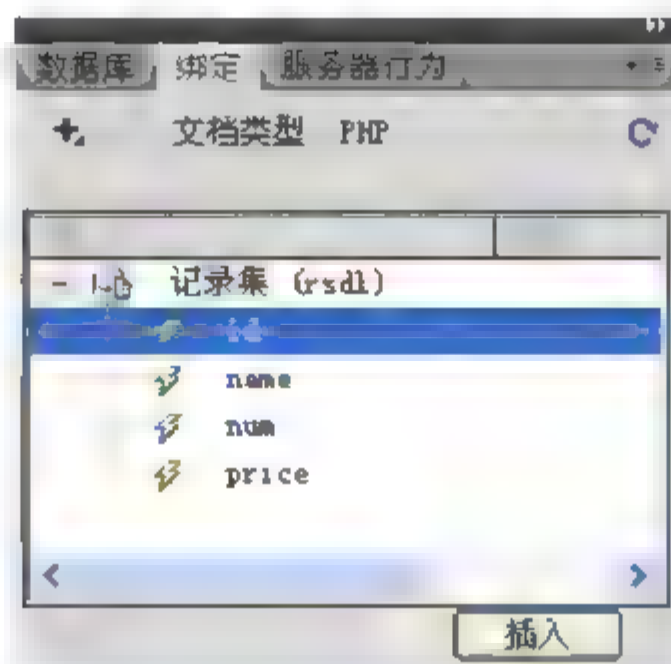 数据库 绑定 服务器行为
文档类型 PHP
记录集 (rsdl)
name
num
price
插入